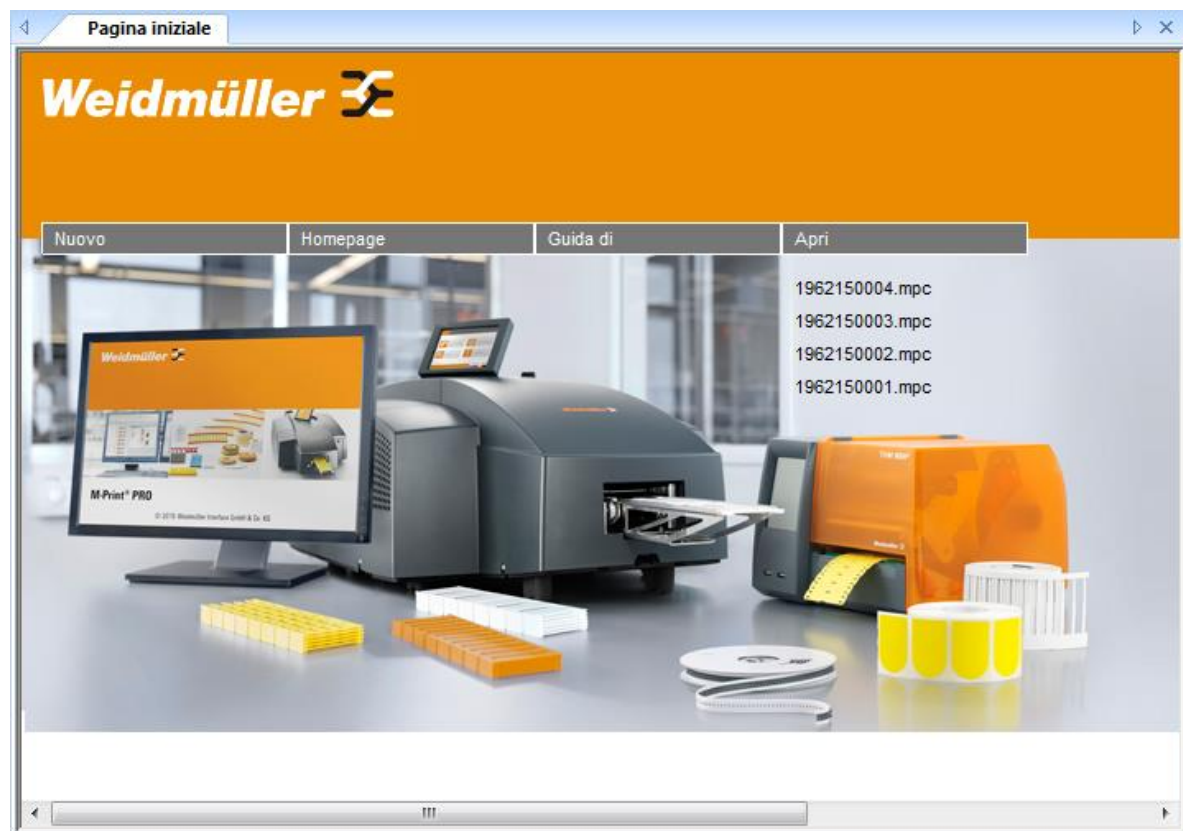 Pagina iniziale
Weidmüller
Nuovo
Homepage
Guida di
Apri
1962150004.mpc
1962150003.mpc
1962150002.mpc
1962150001.mpc
Weidmüller
M-Print® PRO